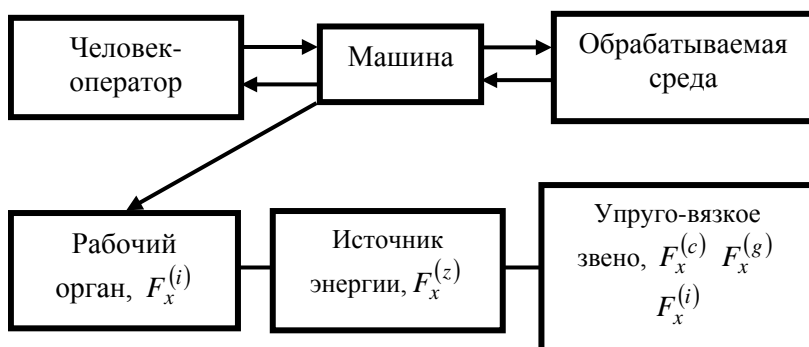 Человек-
оператор
Машина
Обрабатываемая
среда
Рабочий
орган, F_x^{(i)}
Источник
энергии, F_x^{(z)}
Упруго-вязкое
звено, F_x^{(c)} F_x^{(g)}
F_x^{(i)}